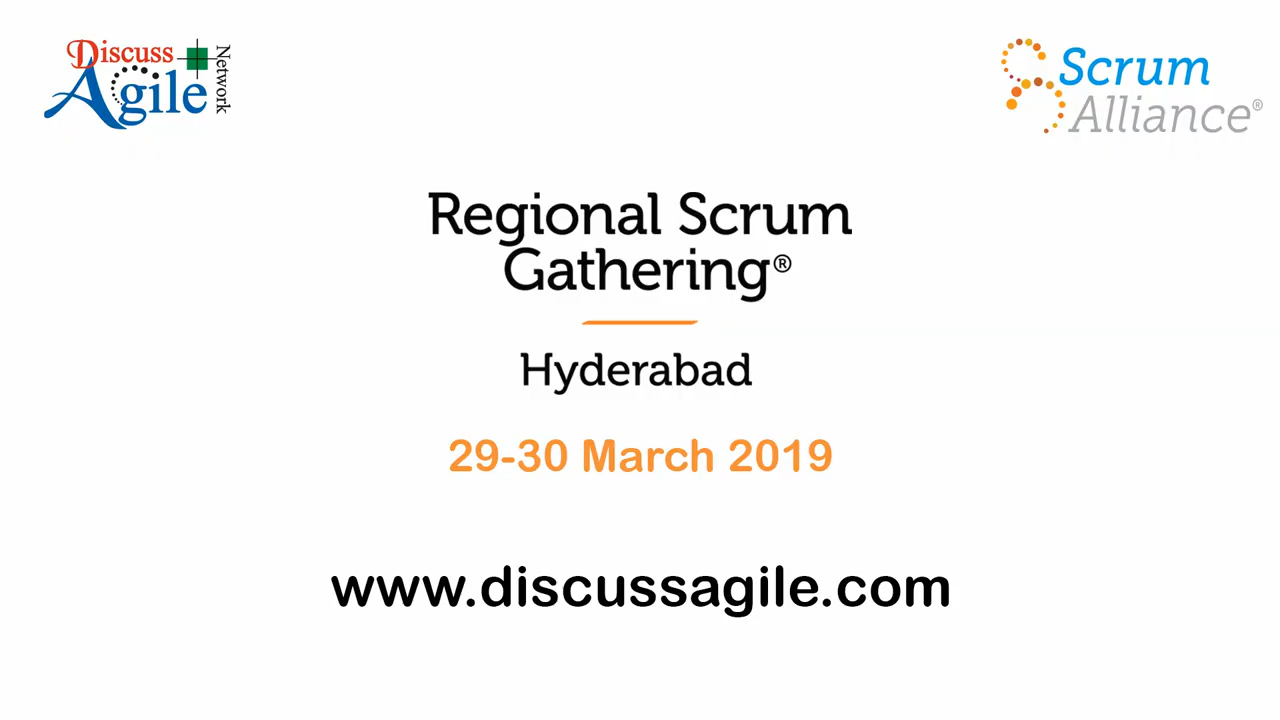 Discuss
Agile
Network
Scrum
Alliance®
Regional Scrum
Gathering®
Hyderabad
29-30 March 2019
www.discussagile.com